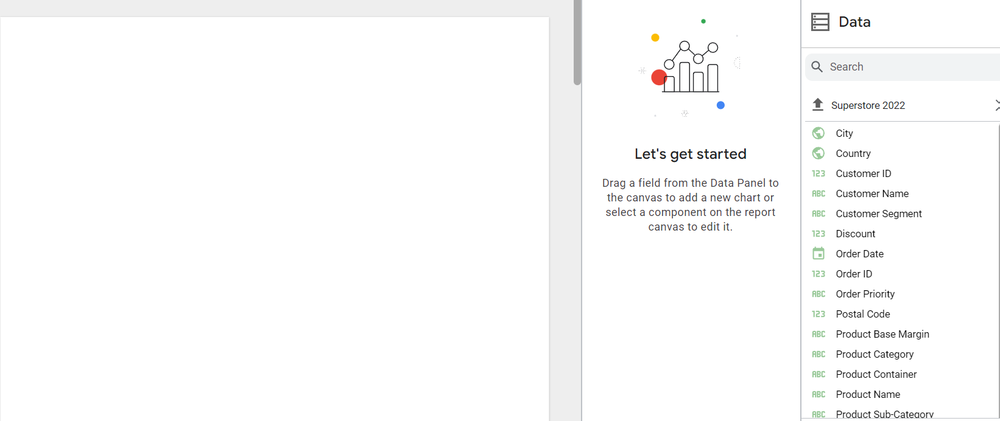 Let's get started
Drag a field from the Data Panel to
the canvas to add a new chart or
select a component on the report
canvas to edit it.
Data
Search
Superstore 2022
City
Country
123 Customer ID
ABC Customer Name
ABC Customer Segment
123 Discount
Order Date
123 Order ID
ABC Order Priority
123 Postal Code
ABC Product Base Margin
ABC Product Category
ABC Product Container
ABC Product Name
ABC Product Sub-Category